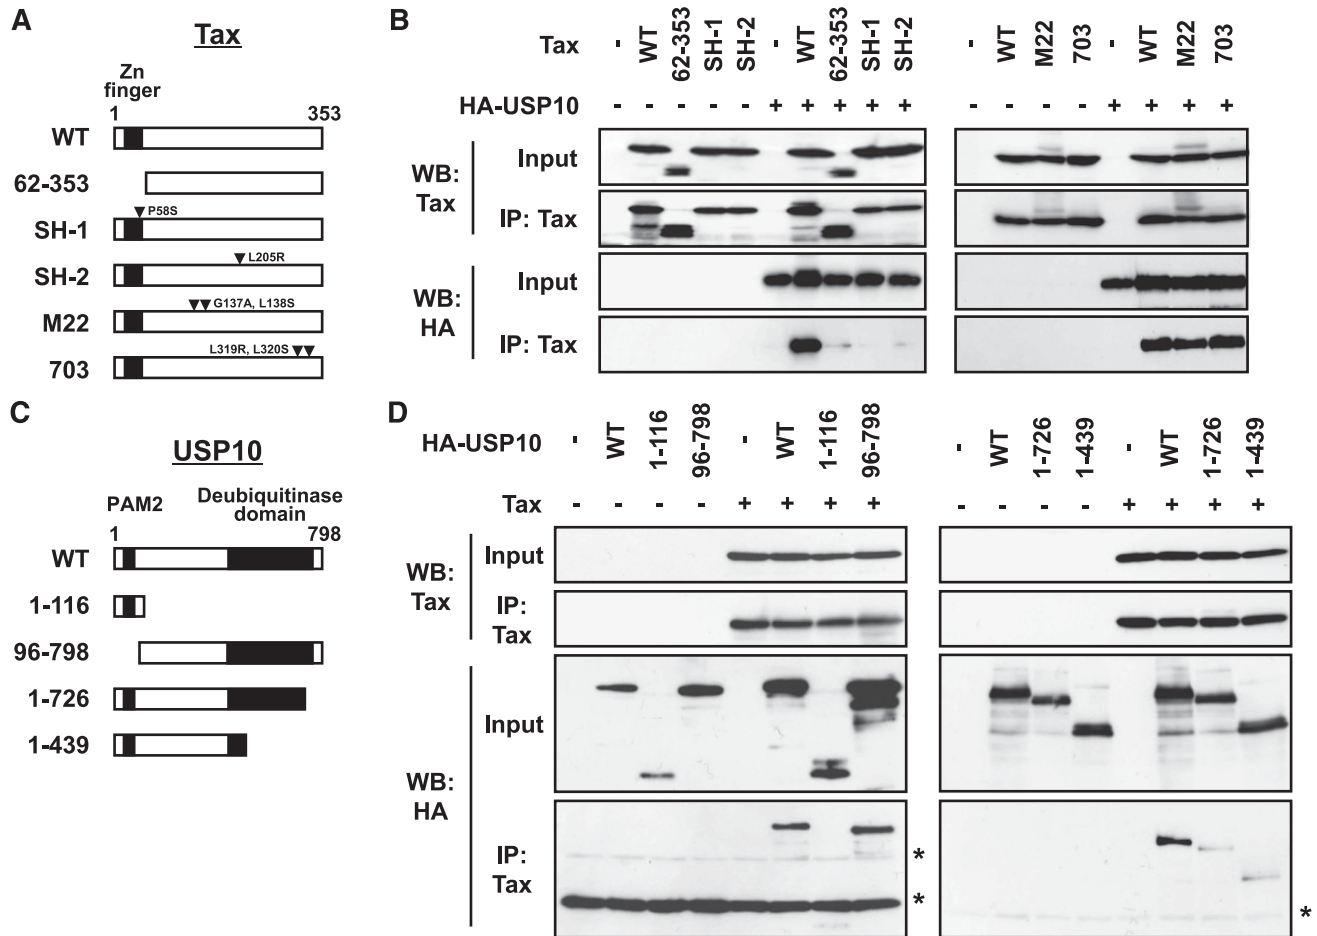 A
Tax
Zn
finger
1 353
WT
62-353
SH-1 P58S
SH-2 L205R
M22 G137A, L138S
703 L319R, L320S
B
Tax - WT 62-353 SH-1 SH-2 - WT 62-353 SH-1 SH-2 - WT M22 703 - WT M22 703
HA-USP10 - - - - - + + + + + - - - - + + + +
WB:
Tax
Input
IP: Tax
WB:
HA
Input
IP: Tax
C
USP10
PAM2
Deubiquitinase
domain
1 798
WT
1-116
96-798
1-726
1-439
D
HA-USP10 - WT 1-116 96-798 - WT 1-116 96-798 - WT 1-726 1-439 - WT 1-726 1-439
Tax - - - - + + + + - - - - + + + +
WB:
Tax
Input
IP:
Tax
WB:
HA
Input
IP:
Tax
*
*
*